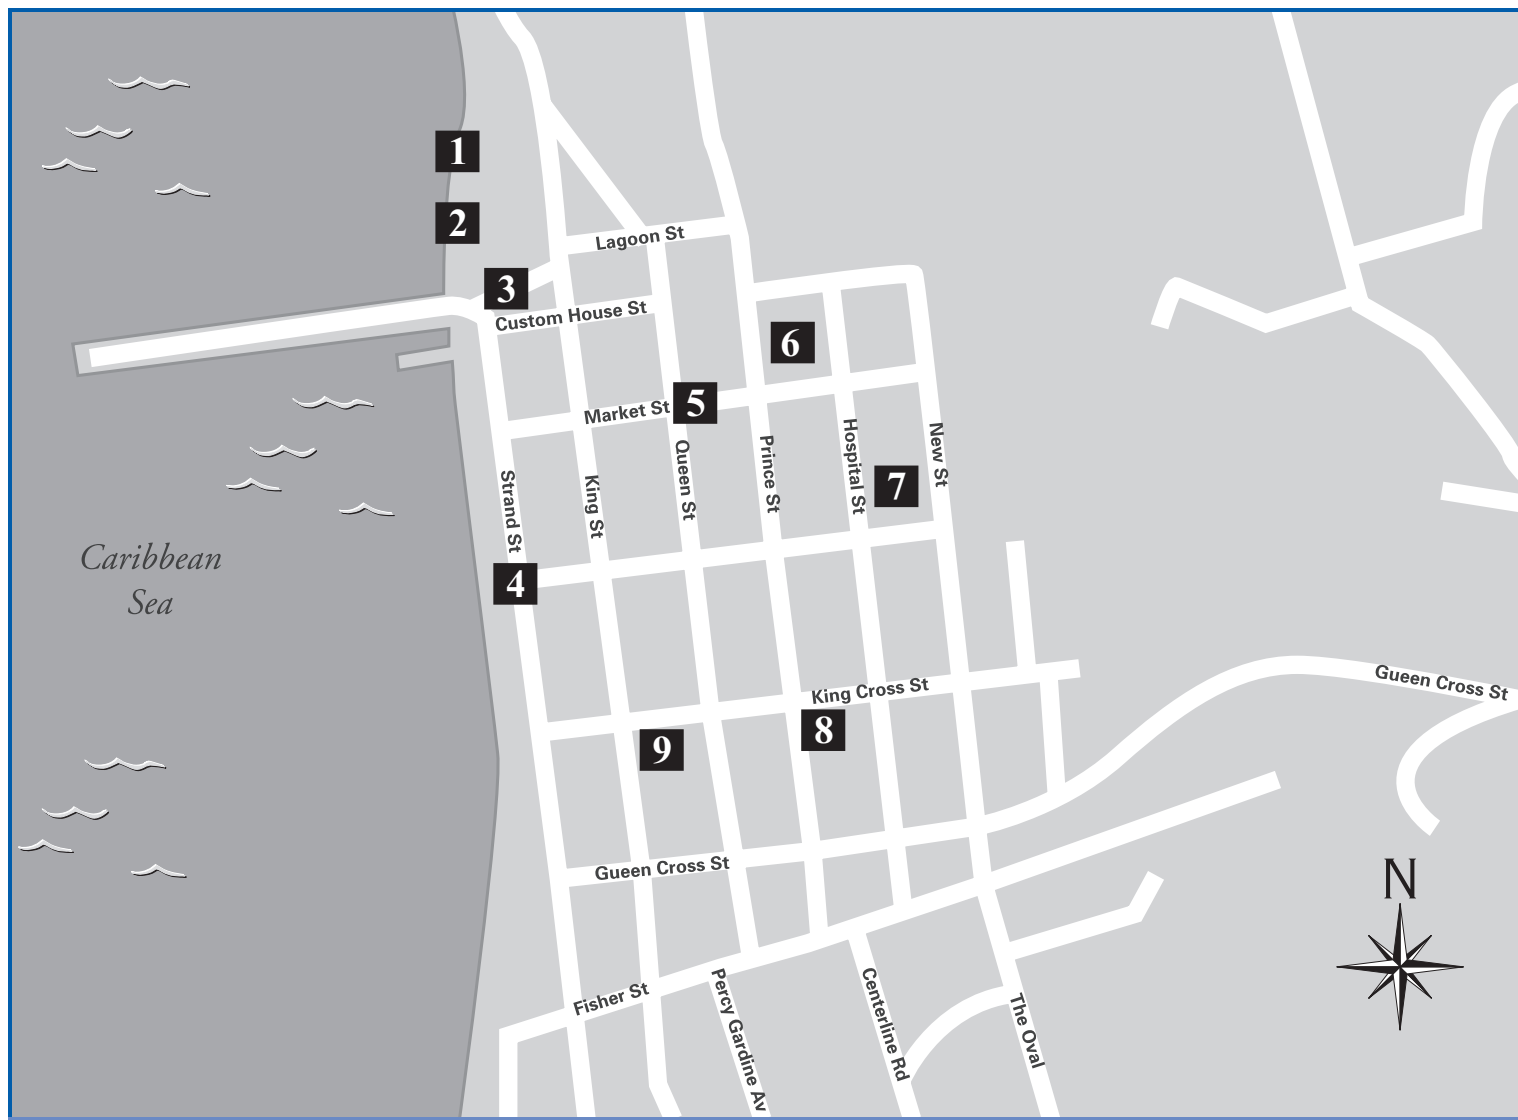 1
2
Lagoon St
3
Custom House St
6
5
Market St
Hospital St
New St
Prince St
Queen St
7
Strand St
King St
Caribbean
Sea
4
King Cross St
Gueen Cross St
8
9
Gueen Cross St
N
Fisher St
Percy Gardine Av
Centerline Rd
The Oval